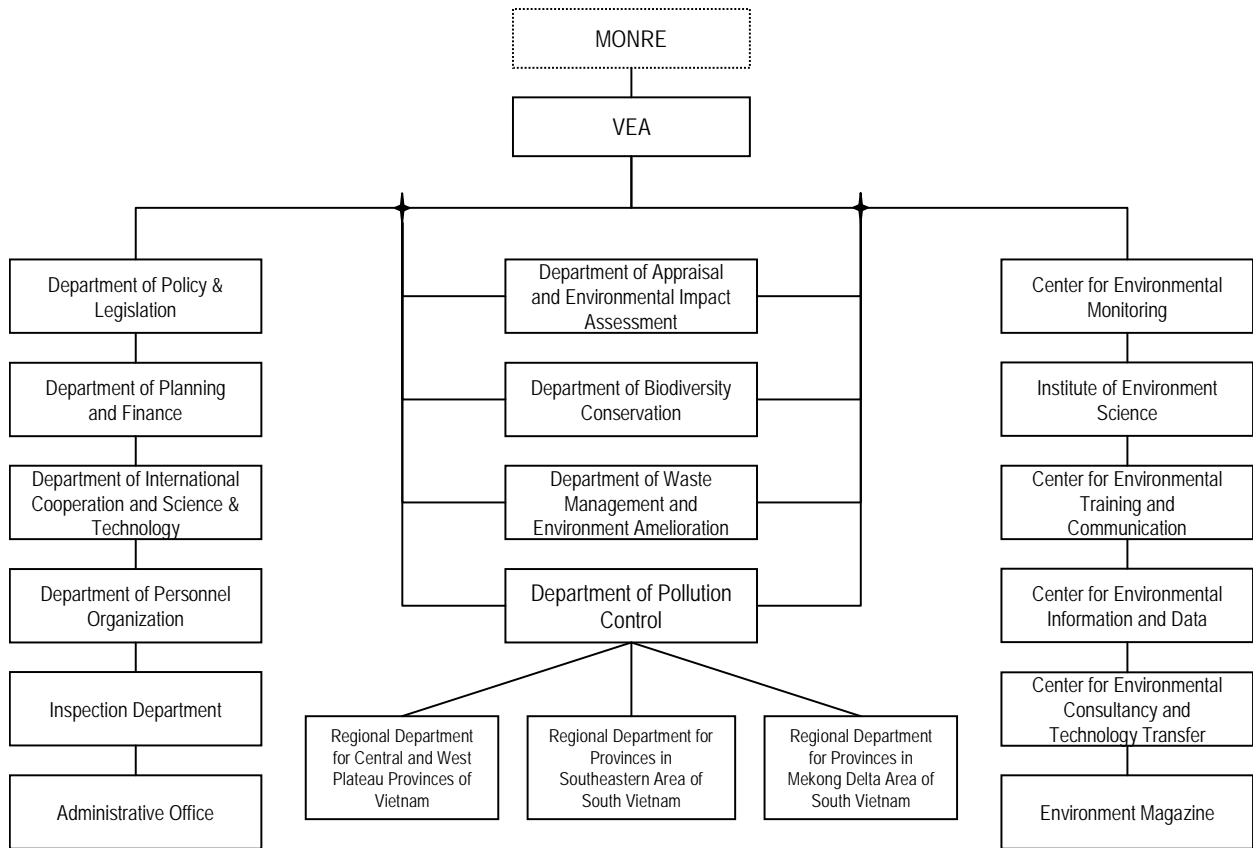 MONRE
VEA
Department of Policy &
Legislation
Department of Planning
and Finance
Department of International
Cooperation and Science &
Technology
Department of Personnel
Organization
Inspection Department
Administrative Office
Department of Appraisal
and Environmental Impact
Assessment
Department of Biodiversity
Conservation
Department of Waste
Management and
Environment Amelioration
Department of Pollution
Control
Regional Department
for Central and West
Plateau Provinces of
Vietnam
Regional Department for
Provinces in
Southeastern Area of
South Vietnam
Regional Department
for Provinces in
Mekong Delta Area of
South Vietnam
Center for Environmental
Monitoring
Institute of Environment
Science
Center for Environmental
Training and
Communication
Center for Environmental
Information and Data
Center for Environmental
Consultancy and
Technology Transfer
Environment Magazine